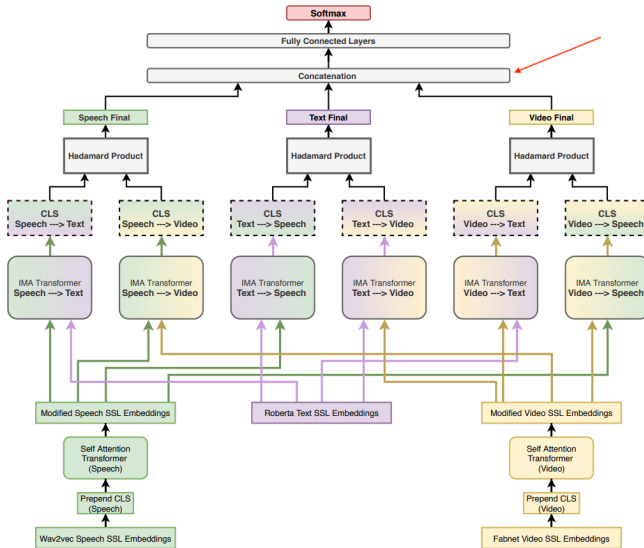 Softmax
Fully Connected Layers
Concatenation
Speech Final
Text Final
Video Final
Hadamard Product
Hadamard Product
Hadamard Product
CLS
Speech ---> Text
CLS
Speech ---> Video
CLS
Text ---> Speech
CLS
Text ---> Video
CLS
Video ---> Text
CLS
Video ---> Speech
IMA Transformer
Speech ---> Text
IMA Transformer
Speech ---> Video
IMA Transformer
Text ---> Speech
IMA Transformer
Text ---> Video
IMA Transformer
Video ---> Text
IMA Transformer
Video ---> Speech
Modified Speech SSL Embeddings
Roberta Text SSL Embeddings
Modified Video SSL Embeddings
Self Attention
Transformer
(Speech)
Self Attention
Transformer
(Video)
Prepend CLS
(Speech)
Prepend CLS
(Video)
Wav2vec Speech SSL Embeddings
Fabnet Video SSL Embeddings